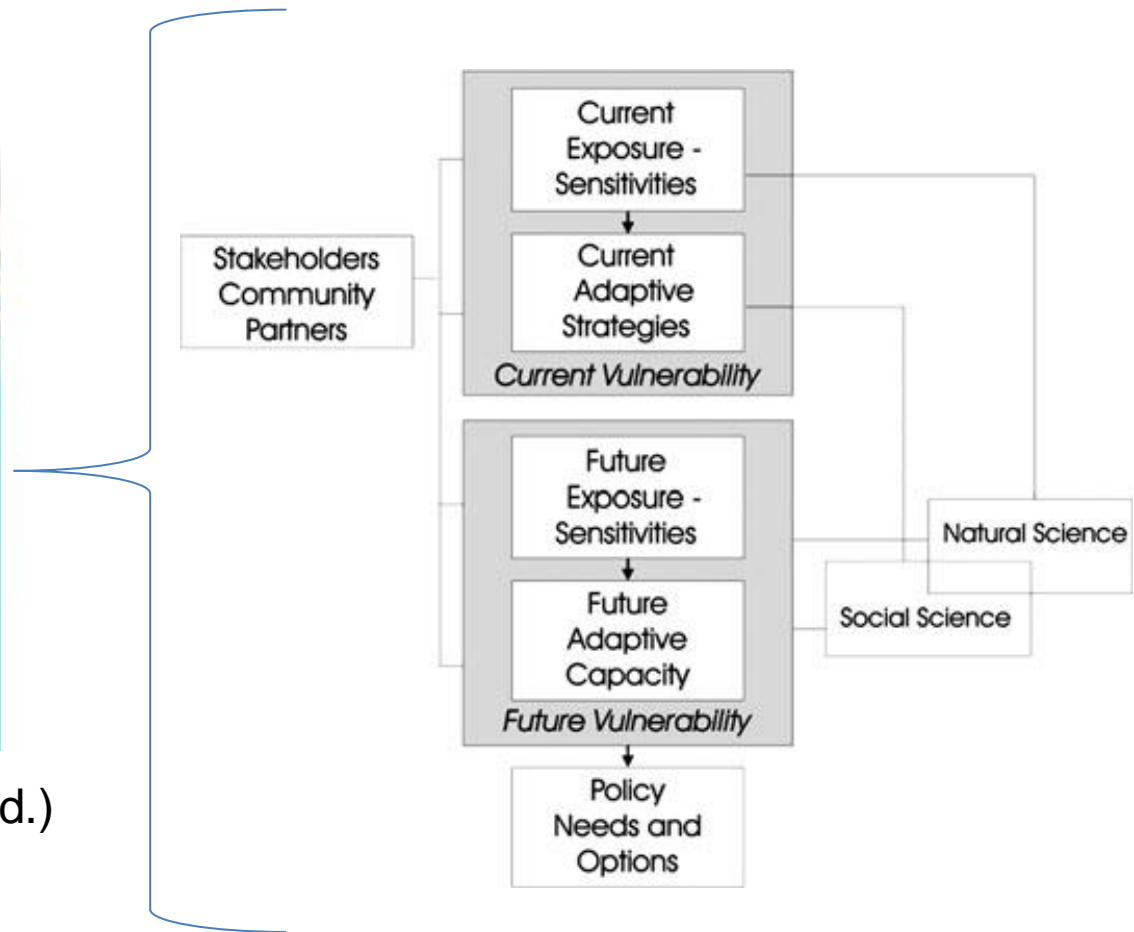 Current
Exposure -
Sensitivities
Current
Adaptive
Strategies
Current Vulnerability
Stakeholders
Community
Partners
Future
Exposure -
Sensitivities
Future
Adaptive
Capacity
Future Vulnerability
Natural Science
Social Science
Policy
Needs and
Options
d.)